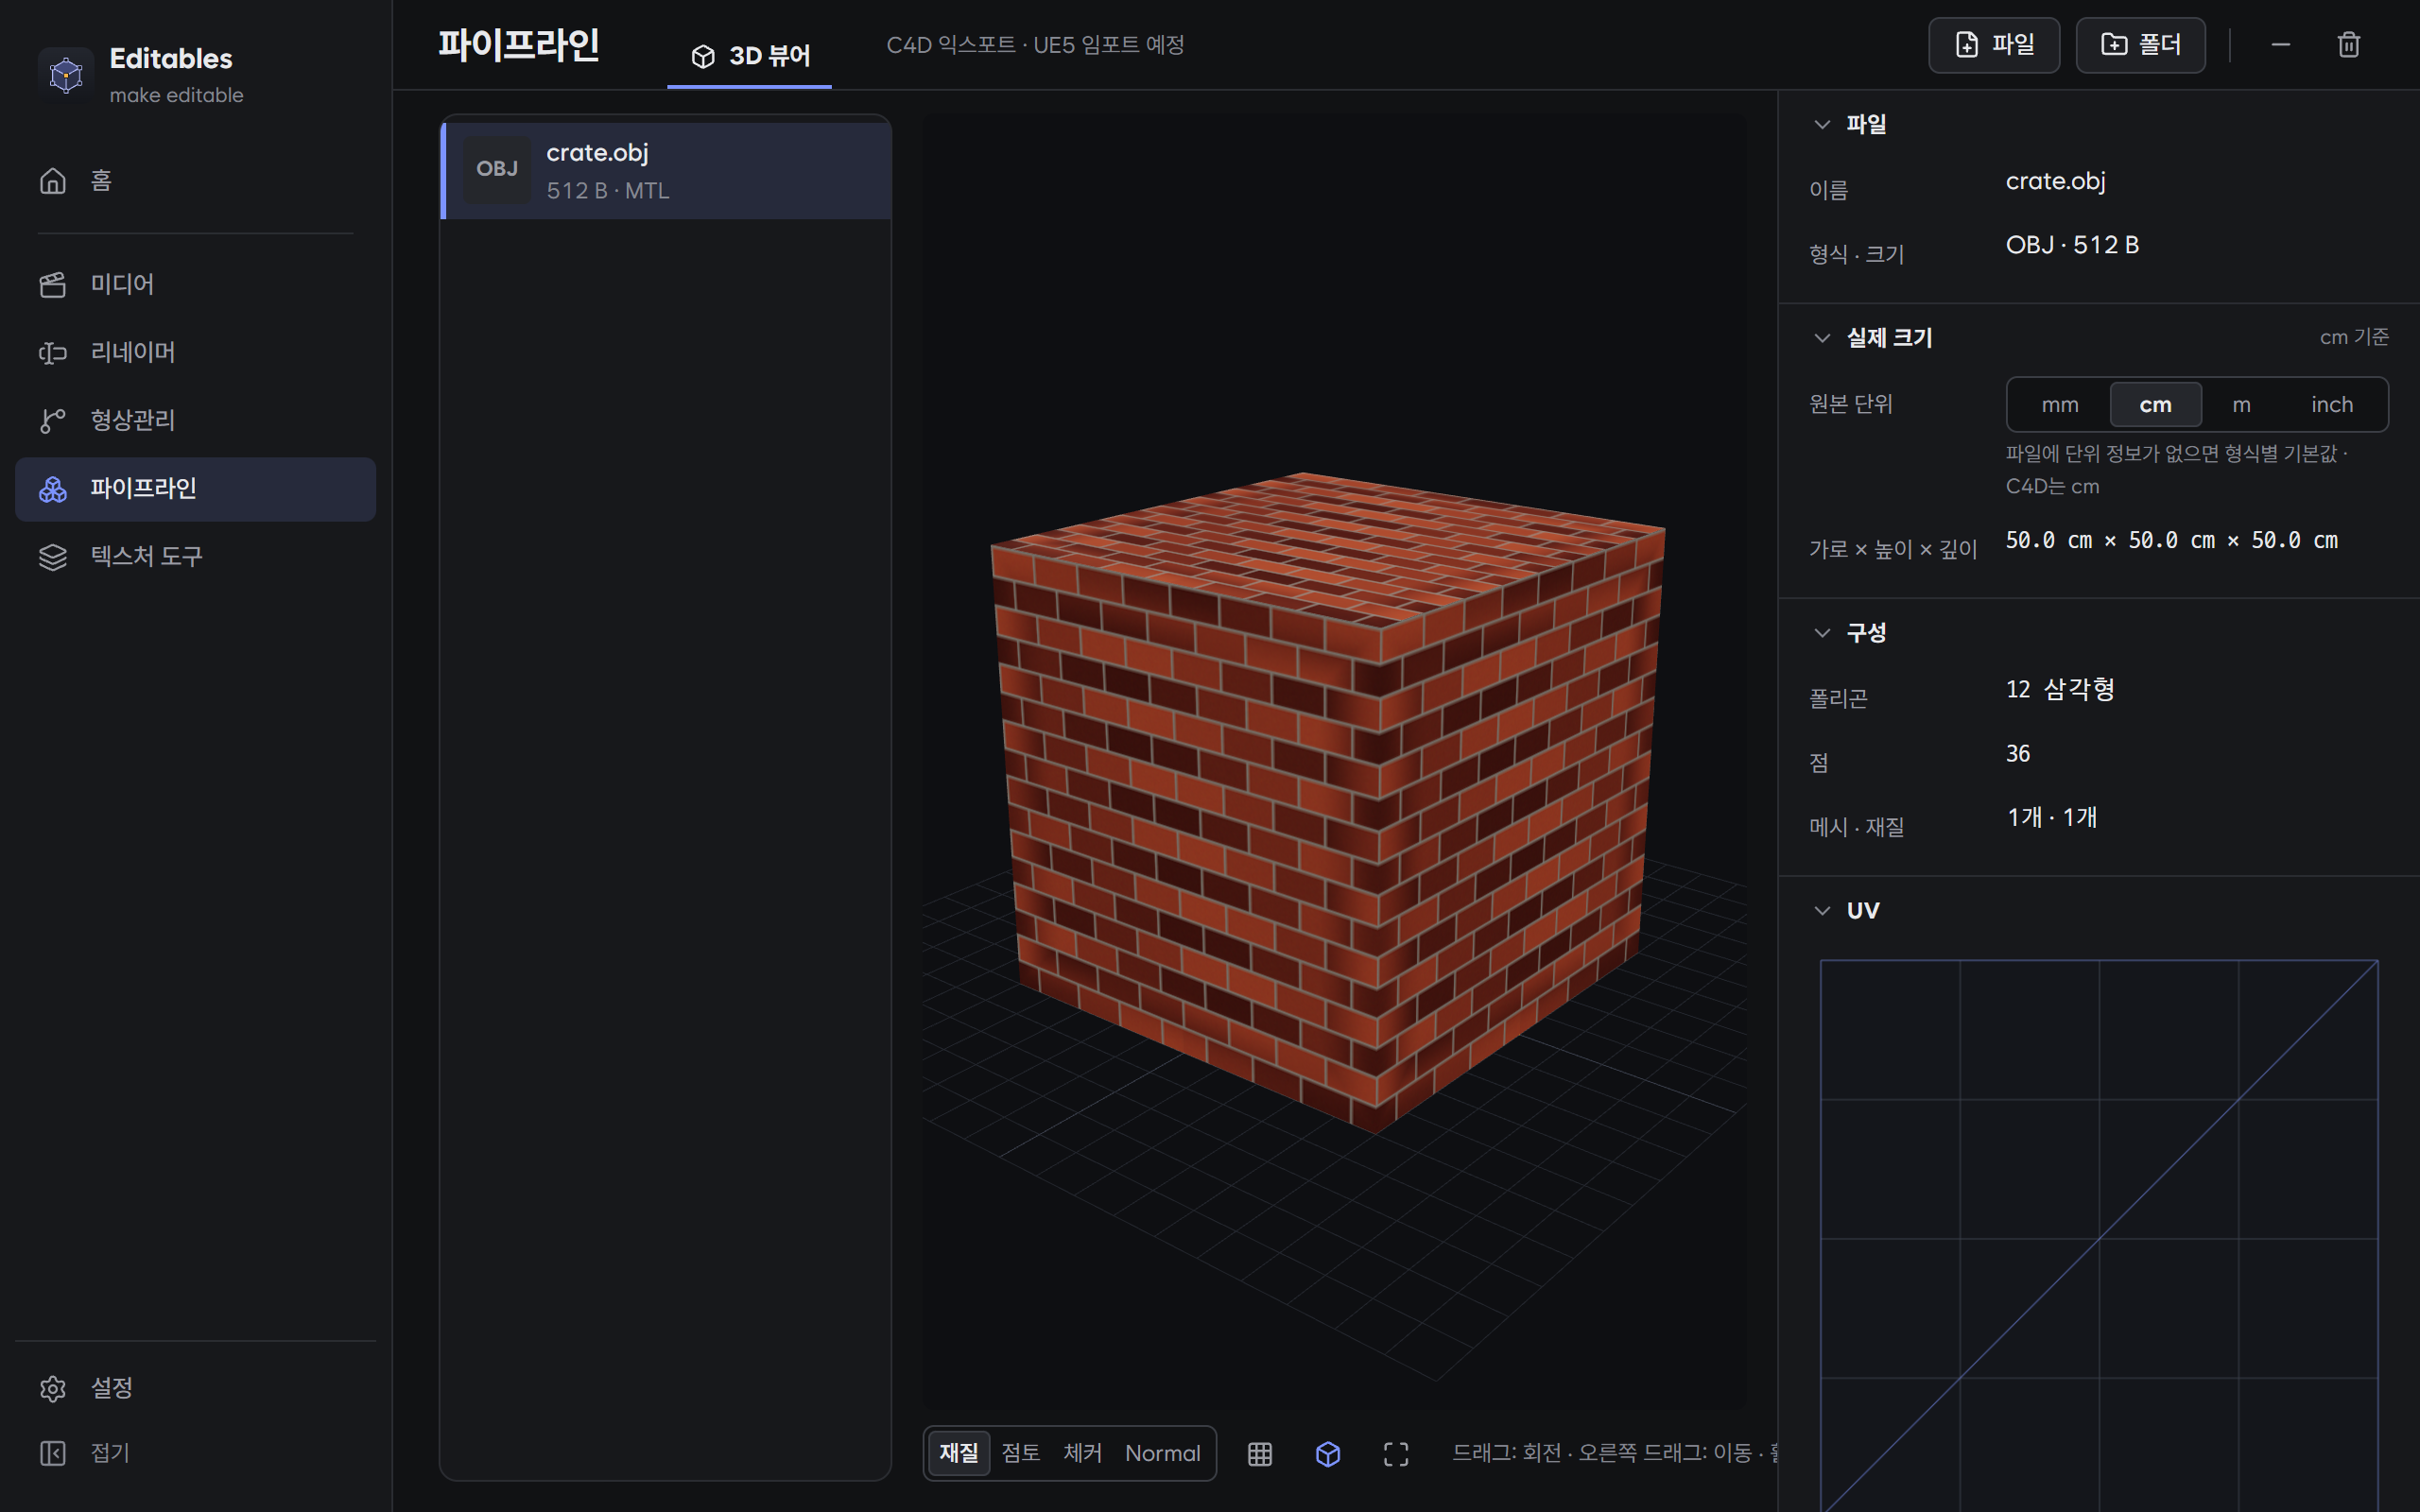 Editables
make editable
홈
미디어
리네이머
형상관리
파이프라인
텍스처 도구
설정
접기
파이프라인
3D 뷰어
C4D 익스포트 · UE5 임포트 예정
파일
폴더
OBJ
crate.obj
512 B · MTL
재질
점토
체커
Normal
드래그: 회전 · 오른쪽 드래그: 이동 ·
파일
이름
crate.obj
형식 · 크기
OBJ · 512 B
실제 크기
cm 기준
원본 단위
mm
cm
m
inch
파일에 단위 정보가 없으면 형식별 기본값 ·
C4D는 cm
가로 × 높이 × 깊이
50.0 cm × 50.0 cm × 50.0 cm
구성
폴리곤
12 삼각형
점
36
메시 · 재질
1개 · 1개
UV